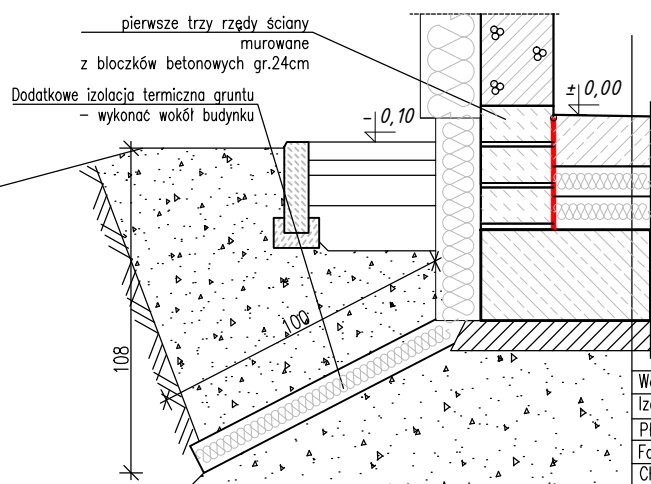 pierwsze trzy rzędy ściany
murowane
z bloczków betonowych gr.24cm
Dodatkowe izolacja termiczna gruntu
- wykonać wokół budynku
- 0,10
± 0,00
100
108